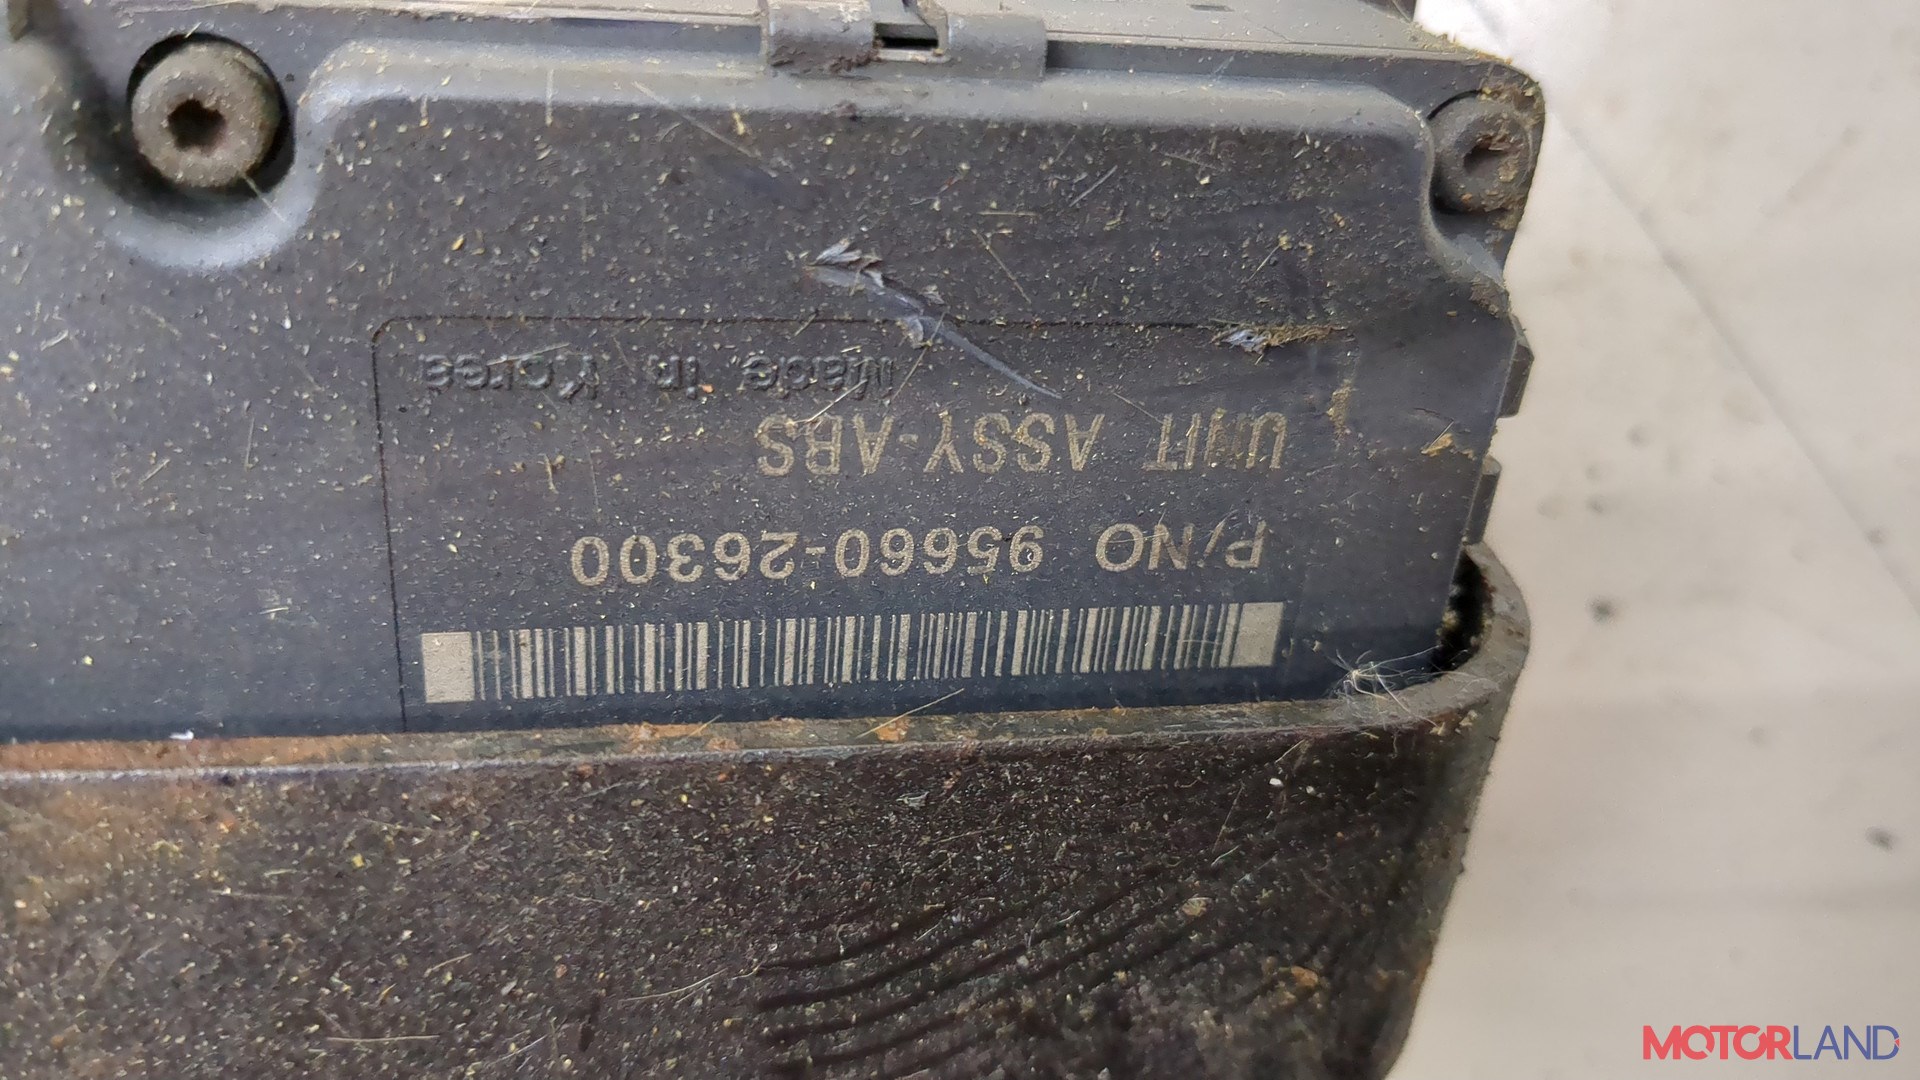 P/NO 95660-26300
UNIT ASSY-ABS
Made in Korea
MOTORLAND